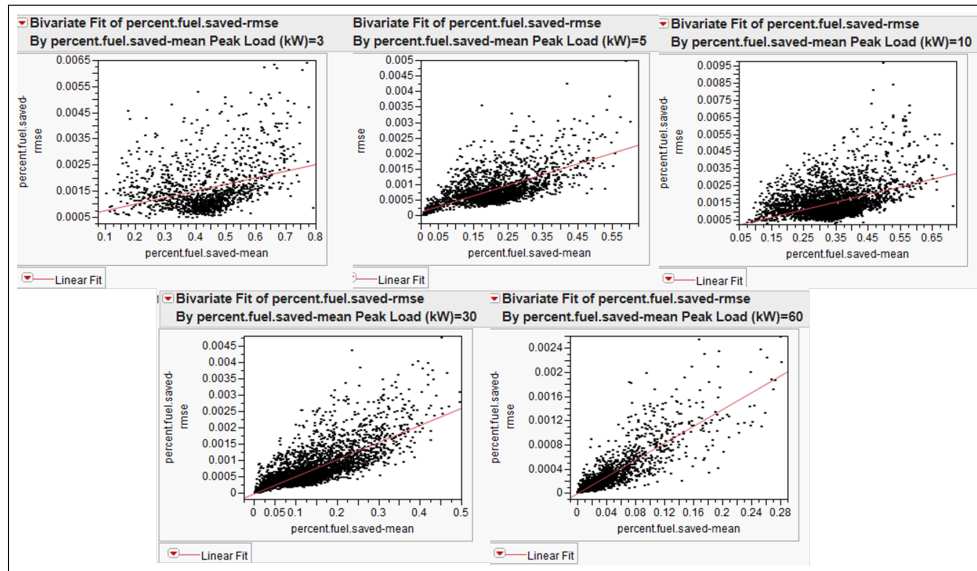 Bivariate Fit of percent.fuel.saved-rmse
By percent.fuel.saved-mean Peak Load (kW)=3
percent.fuel.saved-
rmse
0.0065
0.0055
0.0045
0.0035
0.0025
0.0015
0.0005
0.1 0.2 0.3 0.4 0.5 0.6 0.7 0.8
percent.fuel.saved-mean
Linear Fit
Bivariate Fit of percent.fuel.saved-rmse
By percent.fuel.saved-mean Peak Load (kW)=5
percent.fuel.saved-
rmse
0.005
0.0045
0.004
0.0035
0.003
0.0025
0.002
0.0015
0.001
0.0005
0
0 0.05 0.15 0.25 0.35 0.45 0.55
percent.fuel.saved-mean
Linear Fit
Bivariate Fit of percent.fuel.saved-rmse
By percent.fuel.saved-mean Peak Load (kW)=10
percent.fuel.saved-
rmse
0.0095
0.0085
0.0075
0.0065
0.0055
0.0045
0.0035
0.0025
0.0015
0.0005
0.05 0.15 0.25 0.35 0.45 0.55 0.65
percent.fuel.saved-mean
Linear Fit
Bivariate Fit of percent.fuel.saved-rmse
By percent.fuel.saved-mean Peak Load (kW)=30
percent.fuel.saved-
rmse
0.0045
0.004
0.0035
0.003
0.0025
0.002
0.0015
0.001
0.0005
0
0 0.05 0.1 0.2 0.3 0.4 0.5
percent.fuel.saved-mean
Linear Fit
Bivariate Fit of percent.fuel.saved-rmse
By percent.fuel.saved-mean Peak Load (kW)=60
percent.fuel.saved-
rmse
0.0024
0.002
0.0016
0.0012
0.0008
0.0004
0
0 0.04 0.08 0.12 0.16 0.2 0.24 0.28
percent.fuel.saved-mean
Linear Fit